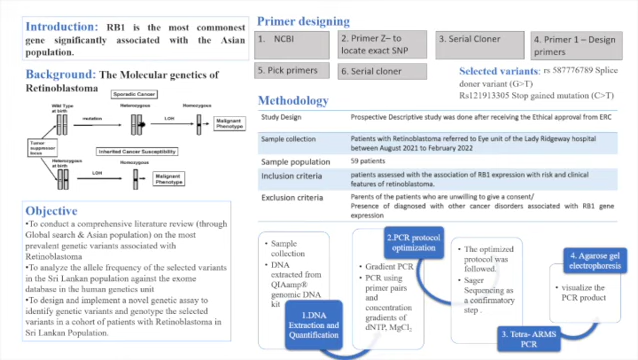 Introduction: RB1 is the most commonest
gene significantly associated with the Asian
population.
Background: The Molecular genetics of
Retinoblastoma
Sporadic Cancer
Wild Type
at birth
Heterozygous
Homozygous
mutation
LOH
Malignant
Phenotype
Tumor
suppressor
locus
Inherited Cancer Susceptibility
Heterozygous
at birth
Homozygous
LOH
Malignant
Phenotype
Objective
•To conduct a comprehensive literature review (through
Global search & Asian population) on the most
prevalent genetic variants associated with
Retinoblastoma
•To analyze the allele frequency of the selected variants
in the Sri Lankan population against the exome
database in the human genetics unit
•To design and implement a novel genetic assay to
identify genetic variants and genotype the selected
variants in a cohort of patients with Retinoblastoma in
Sri Lankan Population.
Primer designing
1. NCBI
2. Primer Z– to
locate exact SNP
3. Serial Cloner
4. Primer 1 – Design
primers
5. Pick primers
6. Serial cloner
Selected variants: rs 587776789 Splice
doner variant (G>T)
Rs121913305 Stop gained mutation (C>T)
Methodology
Study Design
Prospective Descriptive study was done after receiving the Ethical approval from ERC
Sample collection
Patients with Retinoblastoma referred to Eye unit of the Lady Ridgeway hospital
between August 2021 to February 2022
Sample population
59 patients
Inclusion criteria
patients assessed with the association of RB1 expression with risk and clinical
features of retinoblastoma.
Exclusion criteria
Parents of the patients who are unwilling to give a consent/
Presence of diagnosed with other cancer disorders associated with RB1 gene
expression
• Sample
collection
• DNA
extracted from
QIAamp®
genomic DNA
kit
1.DNA
Extraction and
Quantification
2.PCR protocol
optimization
• Gradient PCR
• PCR using
primer pairs
and
concentration
gradients of
dNTP, MgCl₂
• The optimized
protocol was
followed.
• Sager
Sequencing as
a confirmatory
step .
3. Tetra- ARMS
PCR
4. Agarose gel
electrophoresis
• visualize the
PCR product